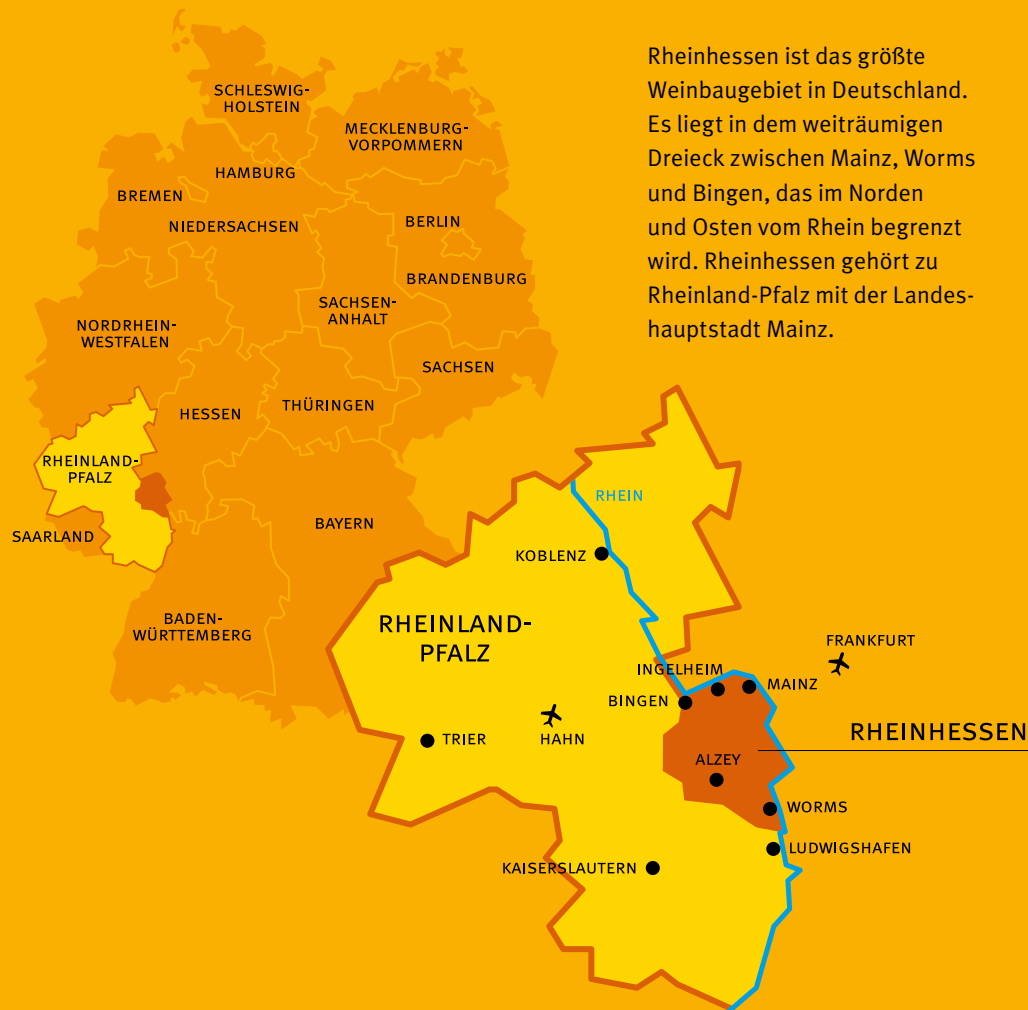 Rheinhessen ist das größte
Weinbaugebiet in Deutschland.
Es liegt in dem weiträumigen
Dreieck zwischen Mainz, Worms
und Bingen, das im Norden
und Osten vom Rhein begrenzt
wird. Rheinhessen gehört zu
Rheinland-Pfalz mit der Landes-
hauptstadt Mainz.
SCHLESWIG-
HOLSTEIN
MECKLENBURG-
VORPOMMERN
HAMBURG
BREMEN
NIEDERSACHSEN
BERLIN
BRANDENBURG
SACHSEN-
ANHALT
NORDRHEIN-
WESTFALEN
SACHSEN
THÜRINGEN
HESSEN
RHEINLAND-
PFALZ
SAARLAND
BAYERN
BADEN-
WÜRTTEMBERG
RHEIN
KOBLENZ
RHEINLAND-
PFALZ
FRANKFURT
INGELHEIM
MAINZ
BINGEN
RHEINHESSEN
TRIER
HAHN
ALZEY
WORMS
LUDWIGSHAFEN
KAISERSLAUTERN